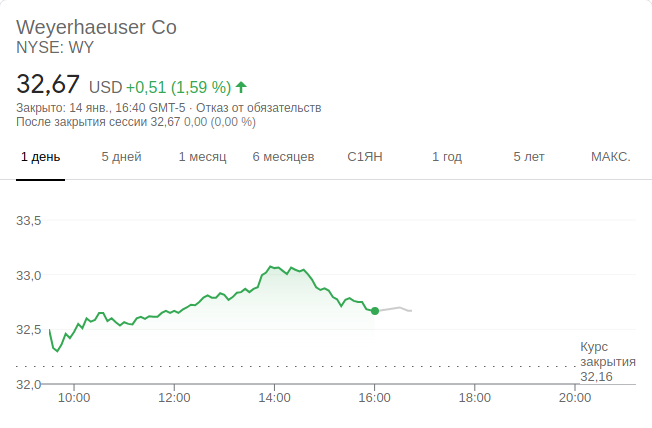 Weyerhaeuser Co
NYSE: WY
32,67 USD +0,51 (1,59 %)
Закрыто: 14 янв., 16:40 GMT-5 · Отказ от обязательств
После закрытия сессии 32,67 0,00 (0,00 %)
1 день 5 дней 1 месяц 6 месяцев С1ЯН 1 год 5 лет МАКС.
33,5
33,0
32,5
Курс
закрытия
32,16
32,0
10:00 12:00 14:00 16:00 18:00 20:00